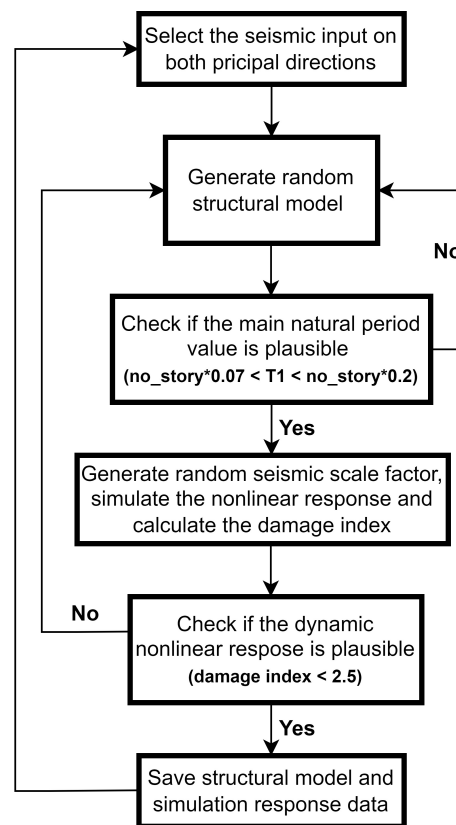 Select the seismic input on
both pricipal directions
Generate random
structural model
No
Check if the main natural period
value is plausible
(no_story*0.07 < T1 < no_story*0.2)
Yes
Generate random seismic scale factor,
simulate the nonlinear response and
calculate the damage index
No
Check if the dynamic
nonlinear respose is plausible
(damage index < 2.5)
Yes
Save structural model and
simulation response data